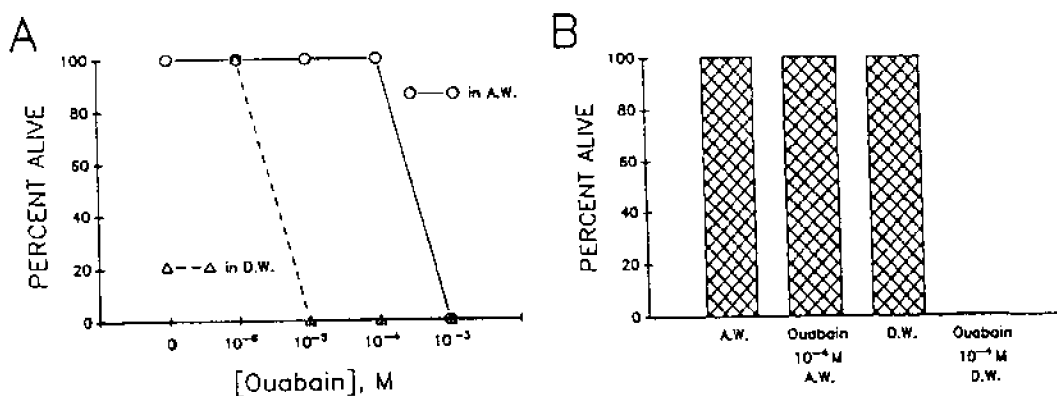 A
PERCENT ALIVE
100
80
60
40
20
0
in A.W.
in D.W.
0 10⁻⁶ 10⁻⁵ 10⁻⁴ 10⁻³
[Ouabain], M
B
PERCENT ALIVE
100
80
60
40
20
0
A.W.
Ouabain
10⁻⁴ M
A.W.
D.W.
Ouabain
10⁻⁴ M
D.W.